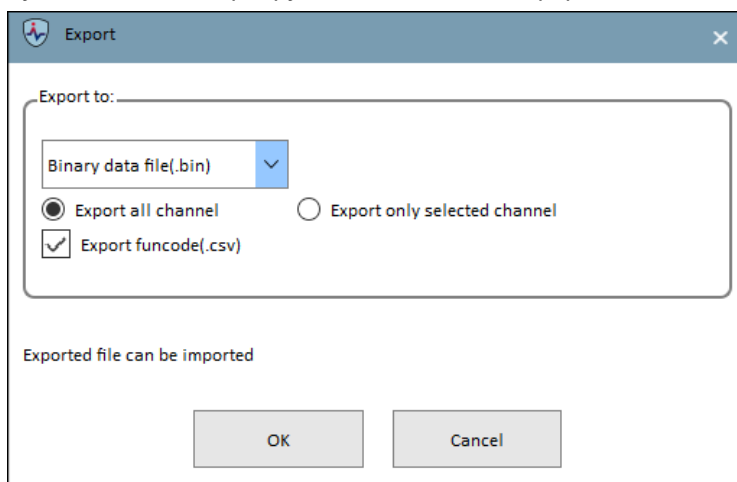 Export
Export to:
Binary data file(.bin)
Export all channel
Export only selected channel
Export funcode(.csv)
Exported file can be imported
OK
Cancel